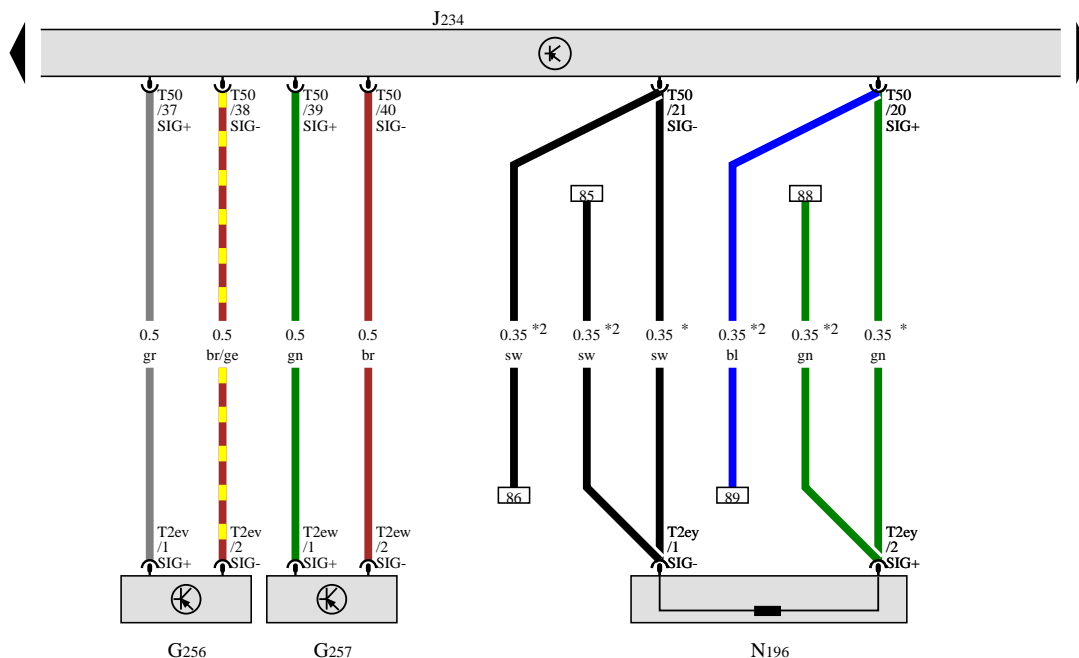 J234
T50 T50 T50 T50 T50 T50
/37 /38 /39 /40 /21 /20
SIG+ SIG- SIG+ SIG- SIG- SIG+
85 88
0.5 0.5 0.5 0.5 0.35 *2 0.35 *2 0.35 * 0.35 *2 0.35 *2 0.35 *
gr br/ge gn br sw sw sw bl gn gn
86 89
T2ev T2ev T2ew T2ew T2ey T2ey
/1 /2 /1 /2 /1 /2
SIG+ SIG- SIG+ SIG- SIG- SIG+
G256 G257 N196